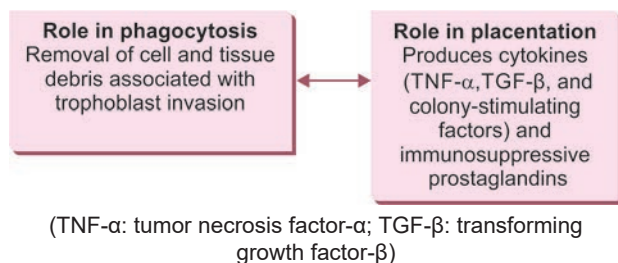 Role in phagocytosis
Removal of cell and tissue
debris associated with
trophoblast invasion
Role in placentation
Produces cytokines
(TNF-α,TGF-β, and
colony-stimulating
factors) and
immunosuppressive
prostaglandins
(TNF-α: tumor necrosis factor-α; TGF-β: transforming
growth factor-β)